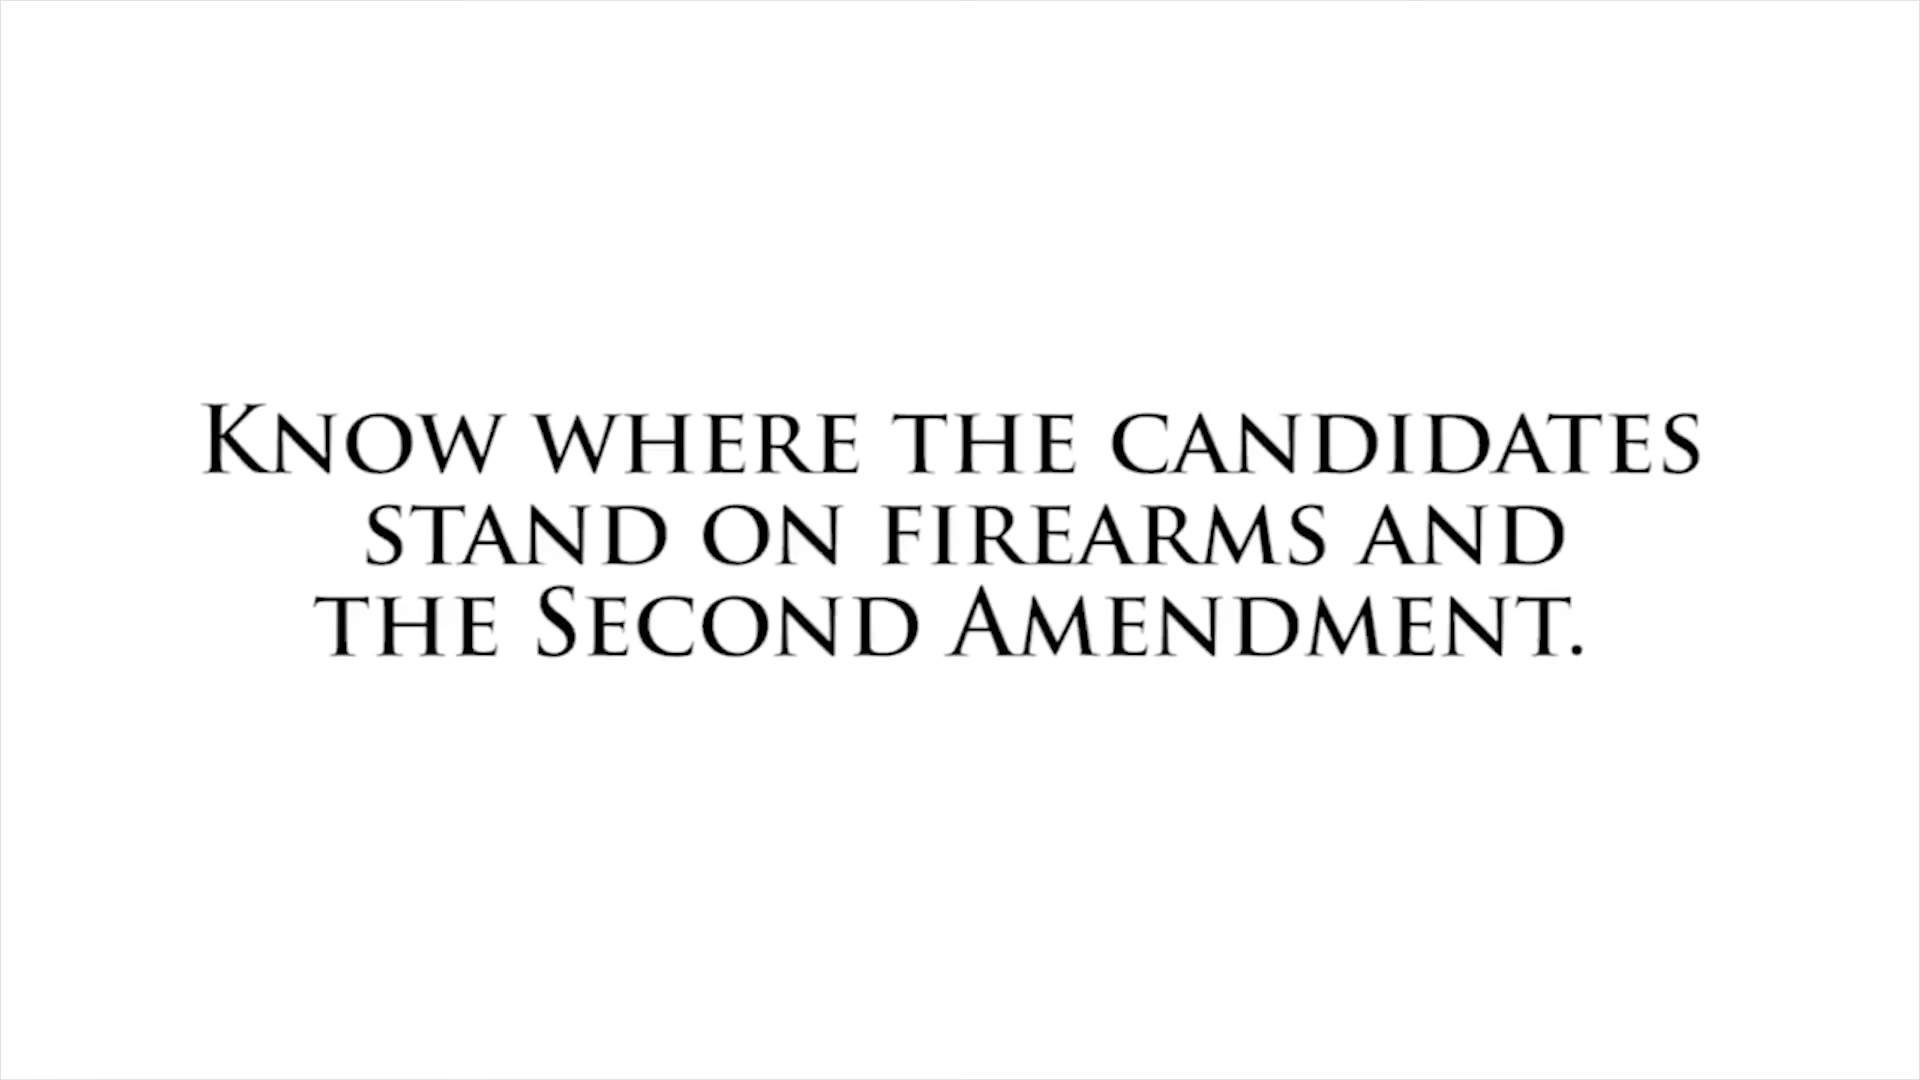 Know where the candidates
stand on firearms and
the Second Amendment.